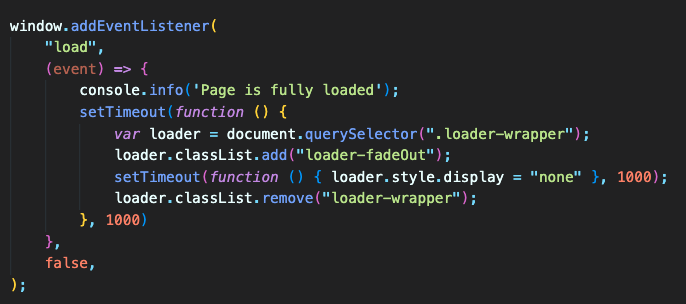 window.addEventListener(
    "load",
    (event) => {
        console.info('Page is fully loaded');
        setTimeout(function () {
            var loader = document.querySelector(".loader-wrapper");
            loader.classList.add("loader-fadeOut");
            setTimeout(function () { loader.style.display = "none" }, 1000);
            loader.classList.remove("loader-wrapper");
        }, 1000)
    },
    false,
);